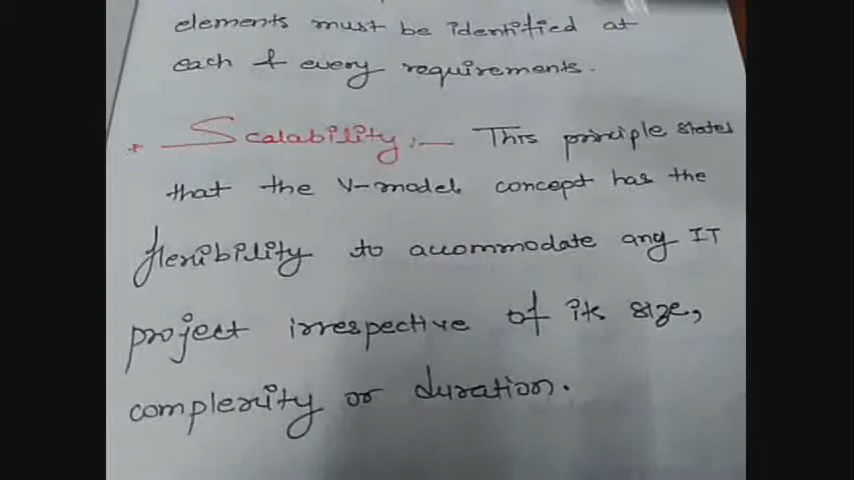 elements must be identified at
each & every requirements.
* Scalability :- This principle states
that the V-model concept has the
flexibility to accommodate any IT
project irrespective of its size,
complexity or duration.